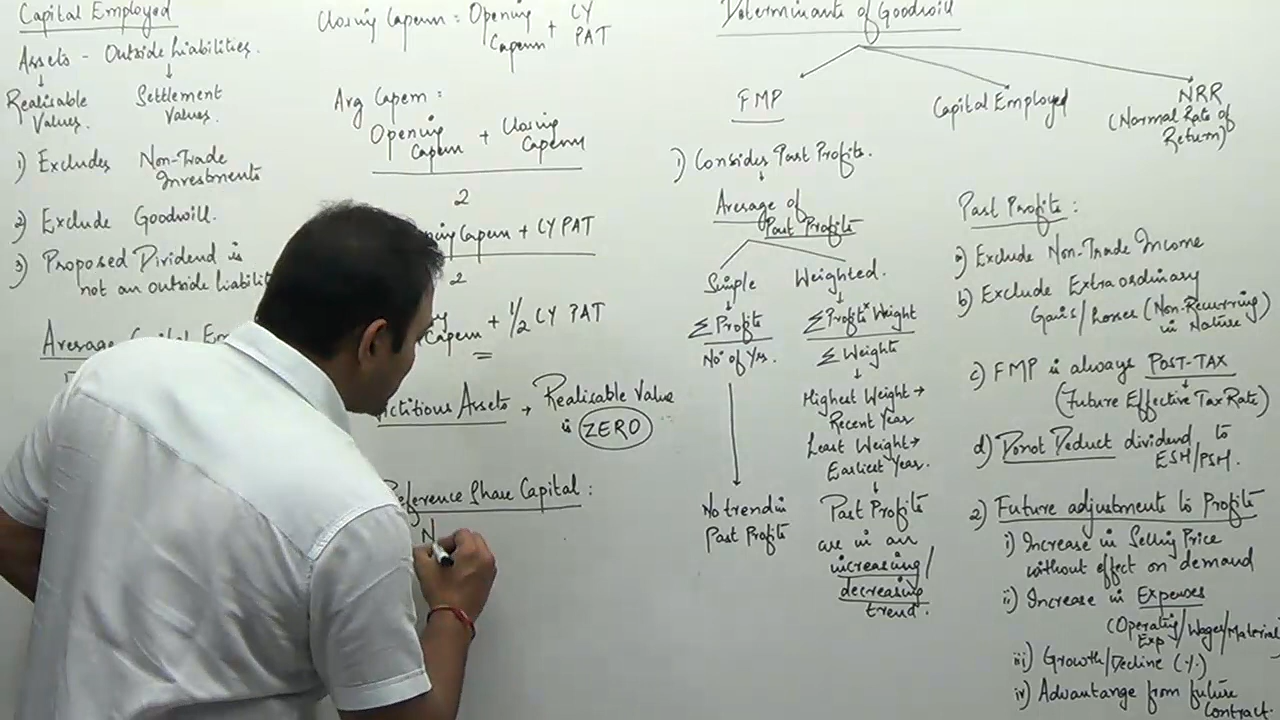 Capital Employed
Assets - Outside Liabilities.
↓ ↓
Realisable Settlement
Values. Values.
1) Excludes Non-Trade
Investments
2) Exclude Goodwill.
3) Proposed Dividend is
not an outside
Average Capital
Closing Capem = Opening Capem + CY PAT
Avg Capem =
Opening Capem + Closing Capem
2
Capem + CY PAT
2
Capem + 1/2 CY PAT
Assets → Realisable Value
is ZERO
Share Capital :
N
Determinants of Goodwill
FMP
Capital Employed
NRR
(Normal Rate of
Return)
1) Considers Past Profits.
↓
Average of
Past Profits
Simple
↓
Σ Profits
No of Yrs.
No trend in
Past Profits
Weighted.
↓
Σ Profits x Weights
Σ Weights
↓
Highest Weight →
Recent Year
Least Weight →
Earliest Year.
↓
Past Profits
are in an
increasing/
decreasing
trend.
Past Profits :
a) Exclude Non-Trade Income
b) Exclude Extraordinary
Gains/Losses (Non-Recurring)
in Nature
c) FMP is always POST-TAX
↓
(Future Effective Tax Rate)
d) Donot Deduct dividend to
ESH/PSH.
2) Future adjustments to Profits
i) Increase in Selling Price
without effect on demand
ii) Increase in Expenses
(Operating Exp/Wages/Material
iii) Growth/Decline (%)
iv) Advantange from future
contract.